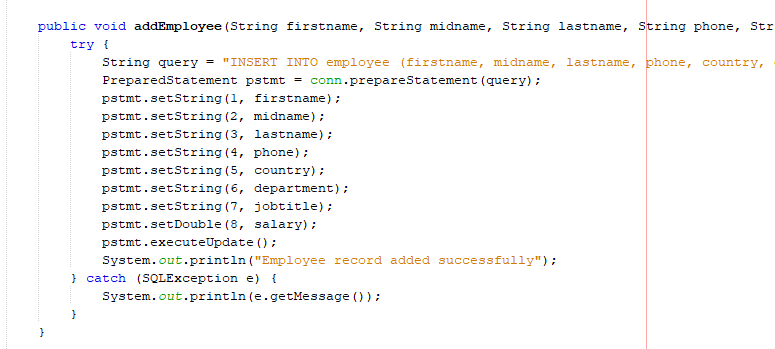 public void addEmployee(String firstname, String midname, String lastname, String phone, Str
try {
String query = "INSERT INTO employee (firstname, midname, lastname, phone, country,
PreparedStatement pstmt = conn.prepareStatement(query);
pstmt.setString(1, firstname);
pstmt.setString(2, midname);
pstmt.setString(3, lastname);
pstmt.setString(4, phone);
pstmt.setString(5, country);
pstmt.setString(6, department);
pstmt.setString(7, jobtitle);
pstmt.setDouble(8, salary);
pstmt.executeUpdate();
System.out.println("Employee record added successfully");
} catch (SQLException e) {
System.out.println(e.getMessage());
}
}